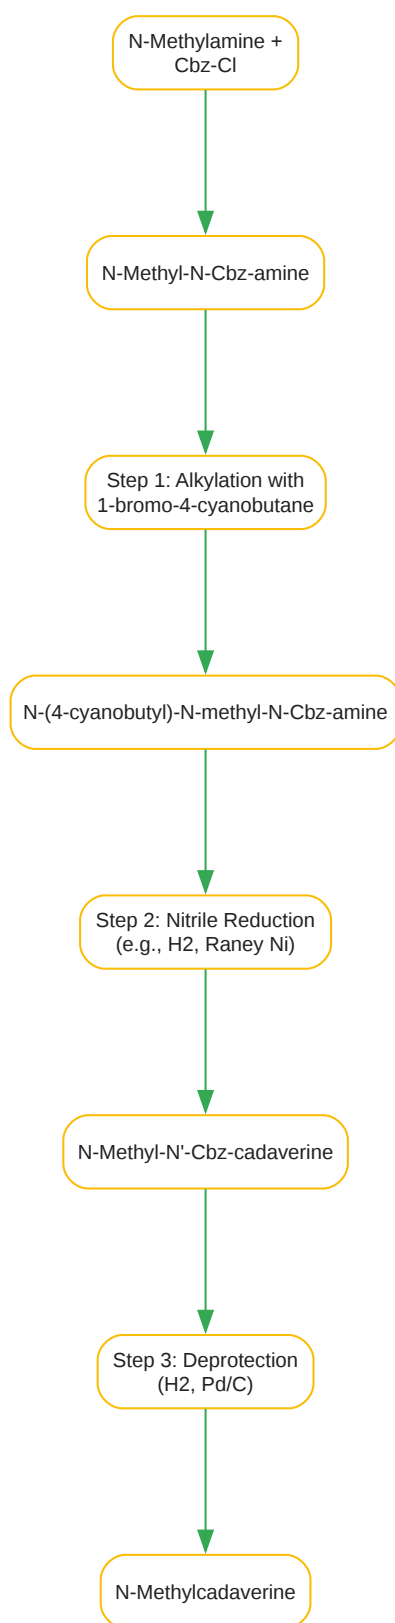 N-Methylamine +
Cbz-Cl
N-Methyl-N-Cbz-amine
Step 1: Alkylation with
1-bromo-4-cyanobutane
N-(4-cyanobutyl)-N-methyl-N-Cbz-amine
Step 2: Nitrile Reduction
(e.g., H2, Raney Ni)
N-Methyl-N'-Cbz-cadaverine
Step 3: Deprotection
(H2, Pd/C)
N-Methylcadaverine